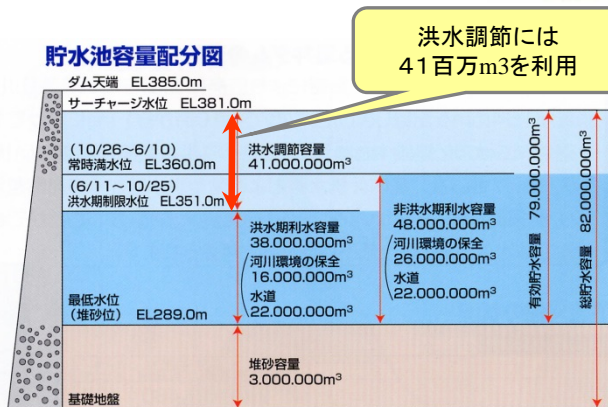 洪水調節には
41百万m3を利用
貯水池容量配分図
ダム天端 EL385.0m
サーチャージ水位 EL381.0m
(10/26〜6/10)
常時満水位 EL360.0m
洪水調節容量
41.000.000m³
(6/11〜10/25)
洪水期制限水位 EL351.0m
洪水期利水容量
38.000.000m³
河川環境の保全
16.000.000m³
水道
22.000.000m³
非洪水期利水容量
48.000.000m³
河川環境の保全
26.000.000m³
水道
22.000.000m³
有効貯水容量 79.000.000m³
総貯水容量 82.000.000m³
最低水位
(堆砂位) EL289.0m
堆砂容量
3.000.000m³
基礎地盤